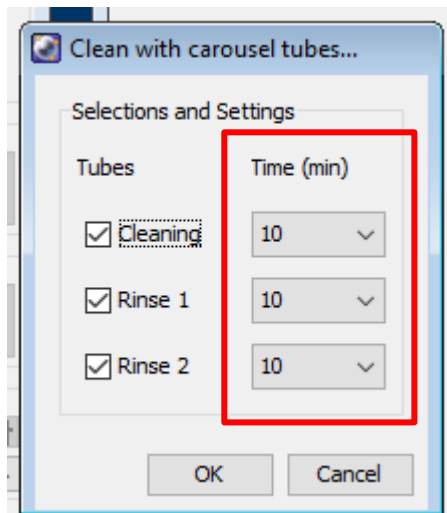 Clean with carousel tubes...
Selections and Settings
Tubes Time (min)
Cleaning 10
Rinse 1 10
Rinse 2 10
OK Cancel